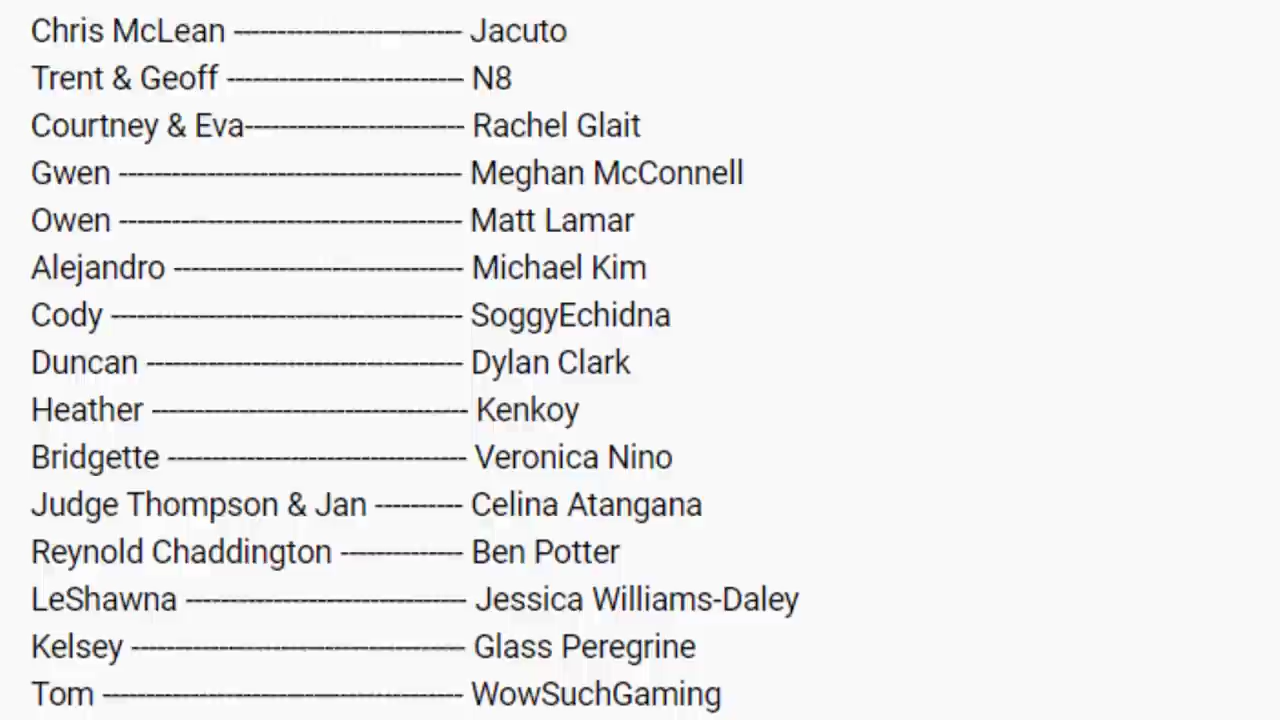 Chris McLean -------------------------- Jacuto
Trent & Geoff --------------------------- N8
Courtney & Eva------------------------- Rachel Glait
Gwen --------------------------------------- Meghan McConnell
Owen --------------------------------------- Matt Lamar
Alejandro --------------------------------- Michael Kim
Cody ---------------------------------------- SoggyEchidna
Duncan ------------------------------------ Dylan Clark
Heather ------------------------------------ Kenkoy
Bridgette ---------------------------------- Veronica Nino
Judge Thompson & Jan ---------- Celina Atangana
Reynold Chaddington -------------- Ben Potter
LeShawna -------------------------------- Jessica Williams-Daley
Kelsey -------------------------------------- Glass Peregrine
Tom ----------------------------------------- WowSuchGaming